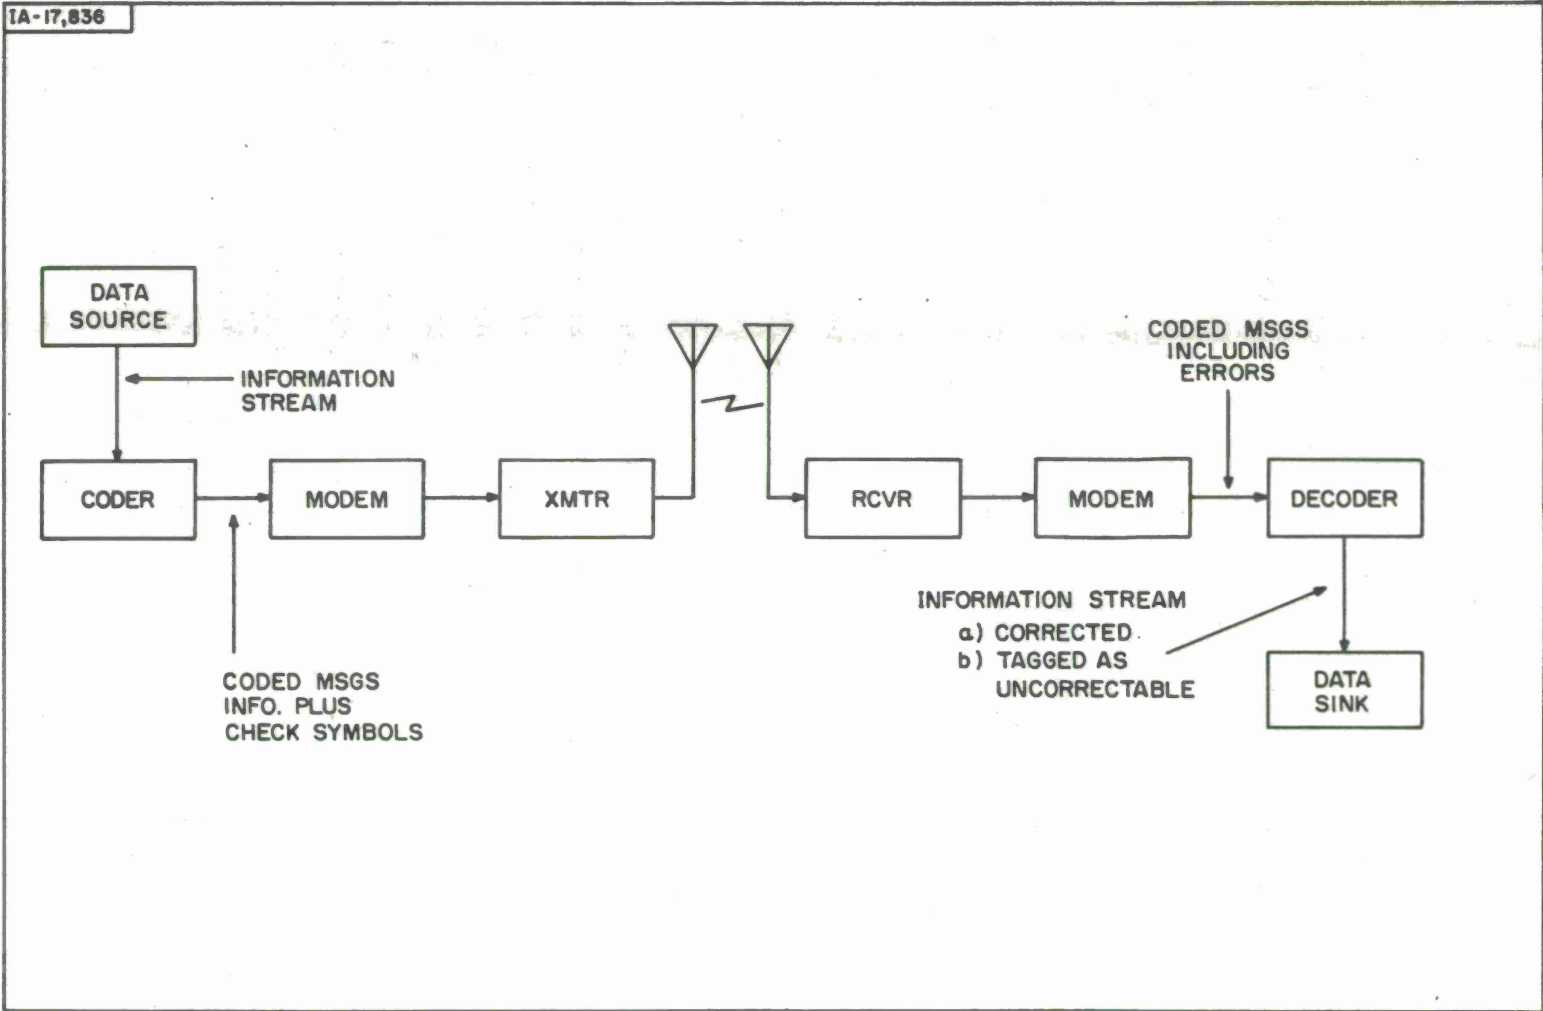 IA-17,836
DATA
SOURCE
INFORMATION
STREAM
CODER
MODEM
XMTR
RCVR
MODEM
DECODER
CODED MSGS
INCLUDING
ERRORS
CODED MSGS
INFO. PLUS
CHECK SYMBOLS
INFORMATION STREAM
a) CORRECTED.
b) TAGGED AS
UNCORRECTABLE
DATA
SINK